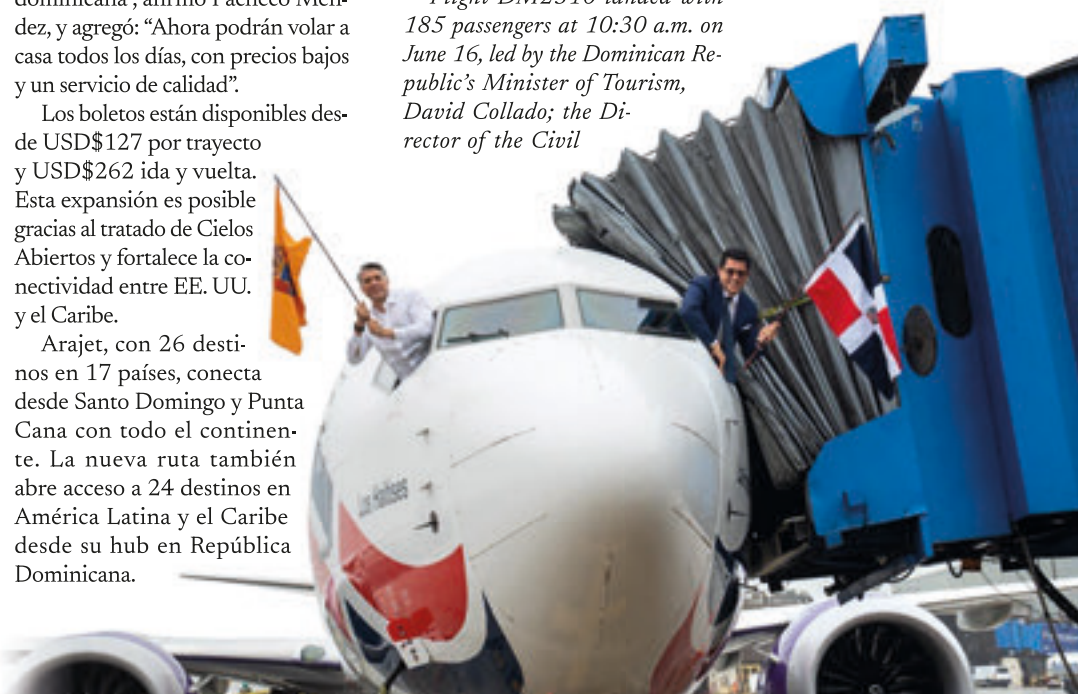 dominicana”, afirmó Pacheco Mén-
dez, y agregó: “Ahora podrán volar a
casa todos los días, con precios bajos
y un servicio de calidad”.
Los boletos están disponibles des-
de USD$127 por trayecto
y USD$262 ida y vuelta.
Esta expansión es posible
gracias al tratado de Cielos
Abiertos y fortalece la co-
nectividad entre EE. UU.
y el Caribe.
Arajet, con 26 desti-
nos en 17 países, conecta
desde Santo Domingo y Punta
Cana con todo el continen-
te. La nueva ruta también
abre acceso a 24 destinos en
América Latina y el Caribe
desde su hub en República
Dominicana.
Flight DM2310 landed with
185 passengers at 10:30 a.m. on
June 16, led by the Dominican Re-
public’s Minister of Tourism,
David Collado; the Di-
rector of the Civil
Los Haitises